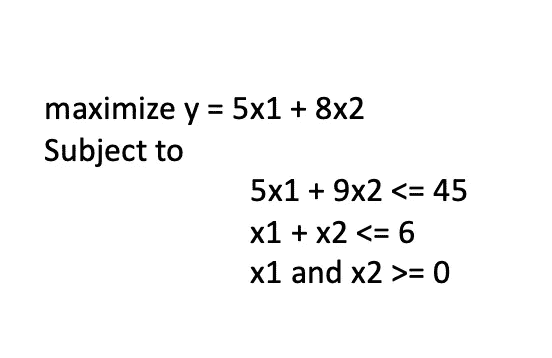 maximize y = 5x1 + 8x2
Subject to
5x1 + 9x2 <= 45
x1 + x2 <= 6
x1 and x2 >= 0